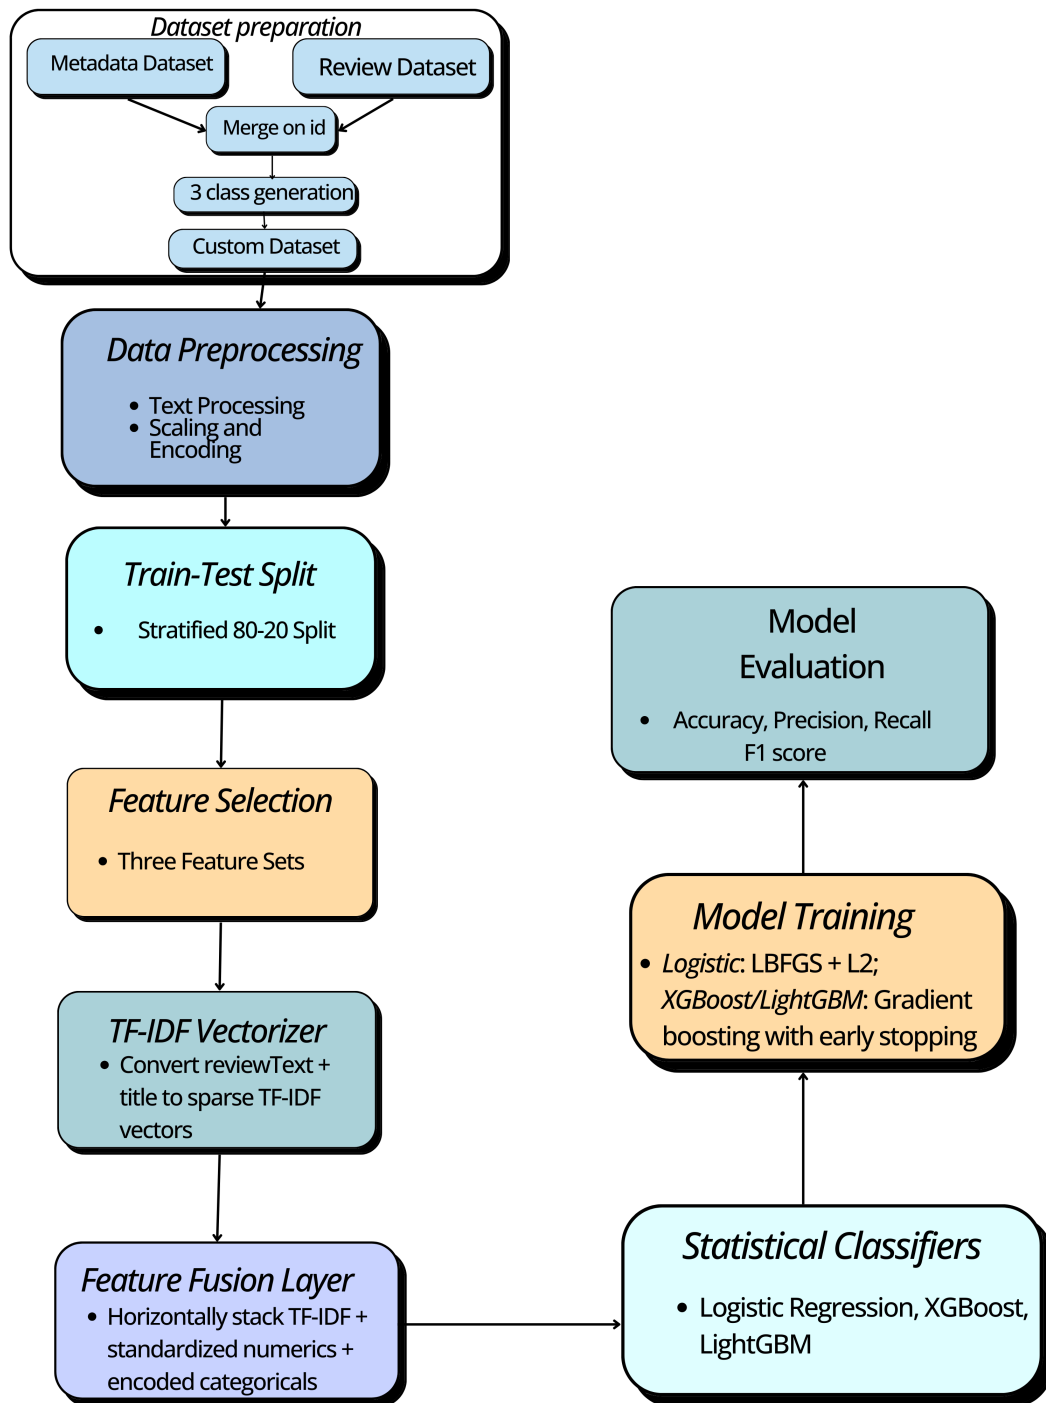 Dataset preparation
Metadata Dataset
Review Dataset
Merge on id
3 class generation
Custom Dataset
Data Preprocessing
• Text Processing
• Scaling and
Encoding
Train-Test Split
• Stratified 80-20 Split
Feature Selection
• Three Feature Sets
TF-IDF Vectorizer
• Convert reviewText +
title to sparse TF-IDF
vectors
Feature Fusion Layer
• Horizontally stack TF-IDF +
standardized numerics +
encoded categoricals
Statistical Classifiers
• Logistic Regression, XGBoost,
LightGBM
Model Training
• Logistic: LBFGS + L2;
XGBoost/LightGBM: Gradient
boosting with early stopping
Model
Evaluation
• Accuracy, Precision, Recall
F1 score